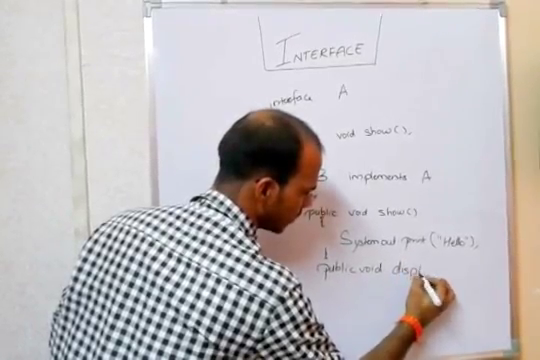 INTERFACE
interface A
void show();
B implements A
public void show()
System.out.print("Hello");
}
public void displ